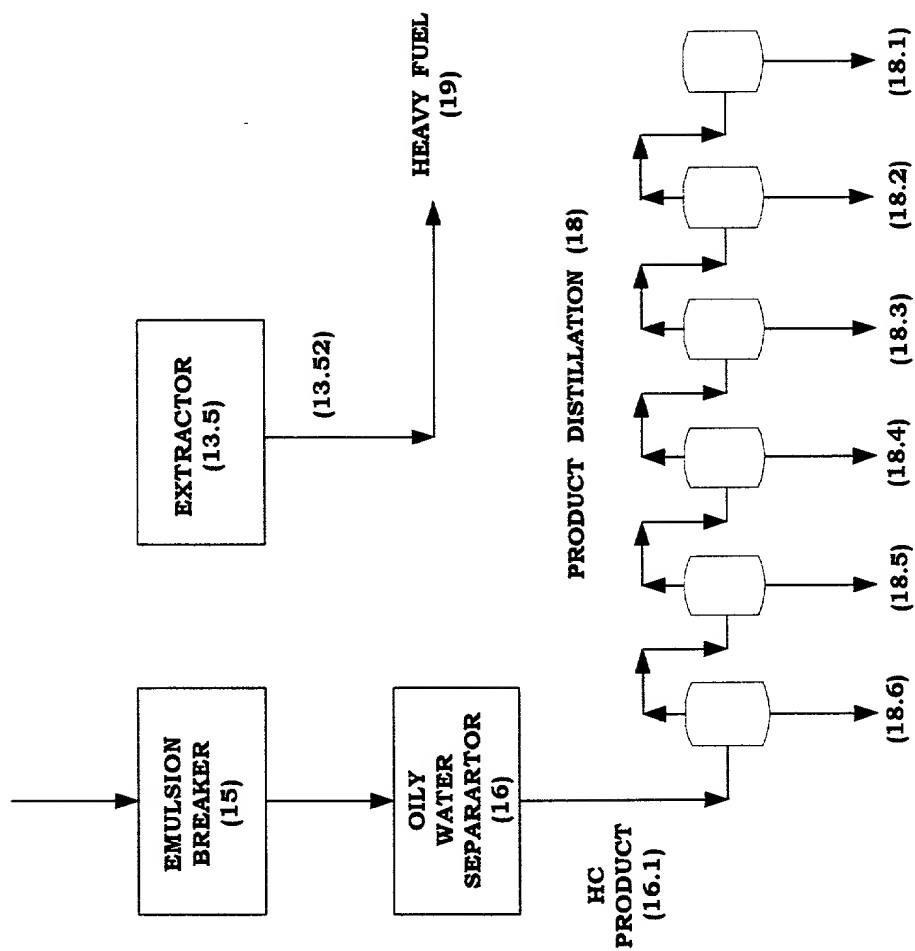 EMULSION
BREAKER
(15)
OILY
WATER
SEPARARTOR
(16)
HC
PRODUCT
(16.1)
EXTRACTOR
(13.5)
(13.52)
HEAVY FUEL
(19)
PRODUCT DISTILLATION (18)
(18.6)
(18.5)
(18.4)
(18.3)
(18.2)
(18.1)